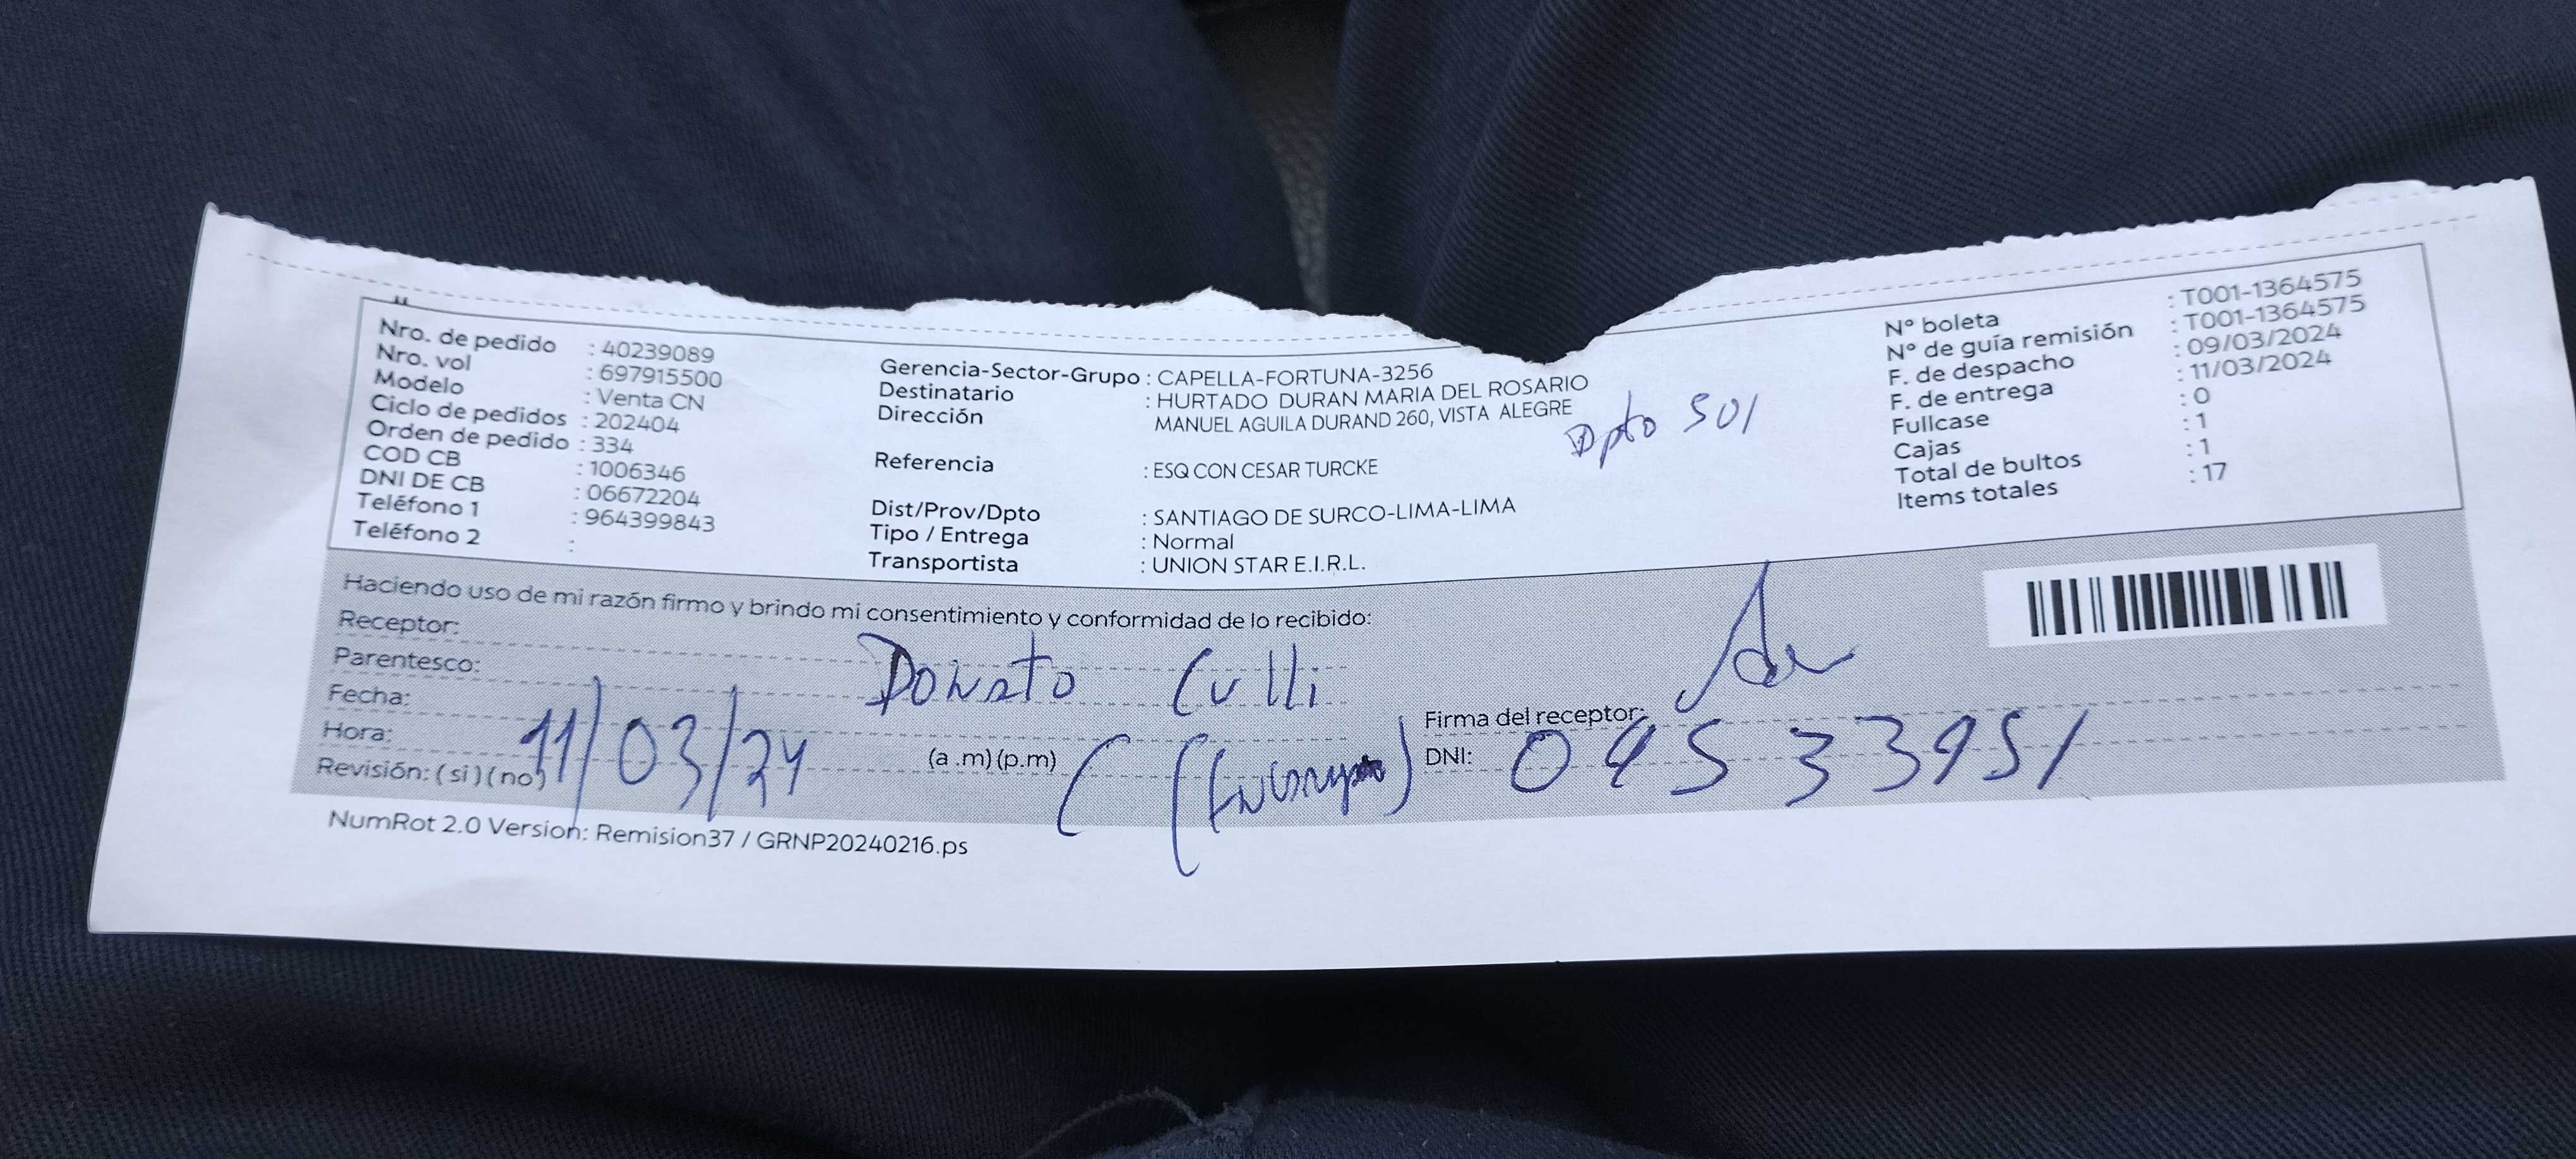 Nro. de pedido : 40239089
Nro. vol : 697915500
Modelo : Venta CN
Ciclo de pedidos : 202404
Orden de pedido : 334
COD CB : 1006346
DNI DE CB : 06672204
Teléfono 1 : 964399843
Teléfono 2 :
Gerencia-Sector-Grupo : CAPELLA-FORTUNA-3256
Destinatario : HURTADO DURAN MARIA DEL ROSARIO
Dirección MANUEL AGUILA DURAND 260, VISTA ALEGRE
Dpto 501
Referencia : ESQ CON CESAR TURCKE
Dist/Prov/Dpto : SANTIAGO DE SURCO-LIMA-LIMA
Tipo / Entrega : Normal
Transportista : UNION STAR E.I.R.L.
N° boleta : T001-1364575
N° de guía remisión : T001-1364575
F. de despacho : 09/03/2024
F. de entrega : 11/03/2024
Fullcase : 0
Cajas : 1
Total de bultos : 1
Items totales : 17
Haciendo uso de mi razón firmo y brindo mi consentimiento y conformidad de lo recibido:
Receptor: Donato Culli
Parentesco:
Fecha: 11/03/24
Hora: (a .m) (p.m)
Revisión: ( si ) ( no )
Firma del receptor:
DNI: 09533951
NumRot 2.0 Version: Remision37 / GRNP20240216.ps